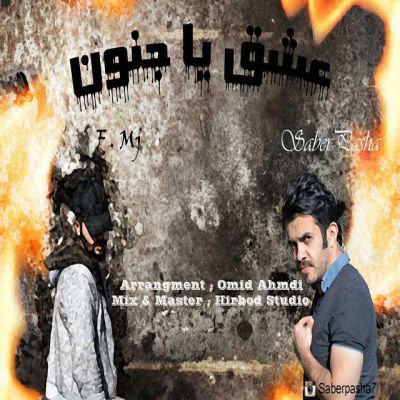 عشق یا جنون
F. Mj
Saber Pasha
Arrangment ; Omid Ahmdi
Mix & Master ; Hirbod Studio
Saberpasha7